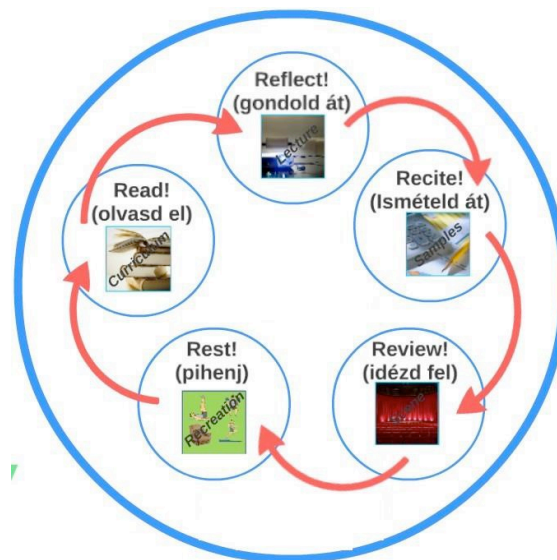 Reflect!
(gondold át)
Lecture
Recite!
(Ismételd át)
Samples
Review!
(idézd fel)
Rest!
(pihenj)
Recreation
Read!
(olvasd el)
Curriculum